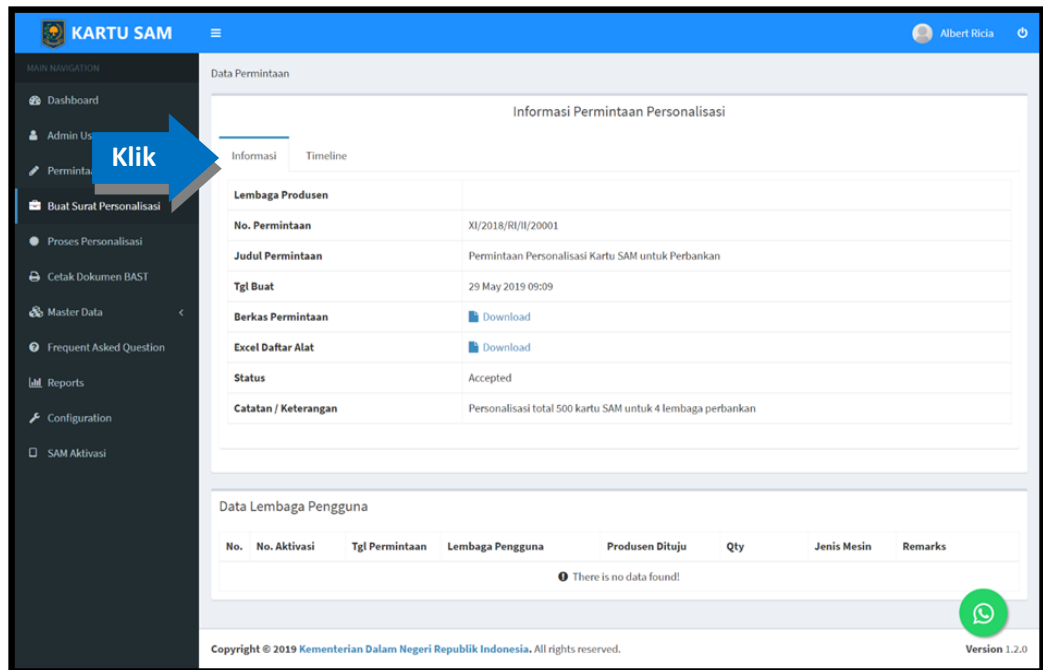 KARTU SAM
Albert Ricia
MAIN NAVIGATION
Data Permintaan
Dashboard
Informasi Permintaan Personalisasi
Admin Us
Klik
Informasi Timeline
Perminta
Lembaga Produsen
Buat Surat Personalisasi
No. Permintaan XI/2018/RI/II/20001
Proses Personalisasi
Judul Permintaan Permintaan Personalisasi Kartu SAM untuk Perbankan
Cetak Dokumen BAST
Tgl Buat 29 May 2019 09:09
Master Data
Berkas Permintaan Download
Frequent Asked Question
Excel Daftar Alat Download
Reports
Status Accepted
Catatan / Keterangan Personalisasi total 500 kartu SAM untuk 4 lembaga perbankan
Configuration
SAM Aktivasi
Data Lembaga Pengguna
No. No. Aktivasi Tgl Permintaan Lembaga Pengguna Produsen Dituju Qty Jenis Mesin Remarks
There is no data found!
Copyright © 2019 Kementerian Dalam Negeri Republik Indonesia. All rights reserved. Version 1.2.0